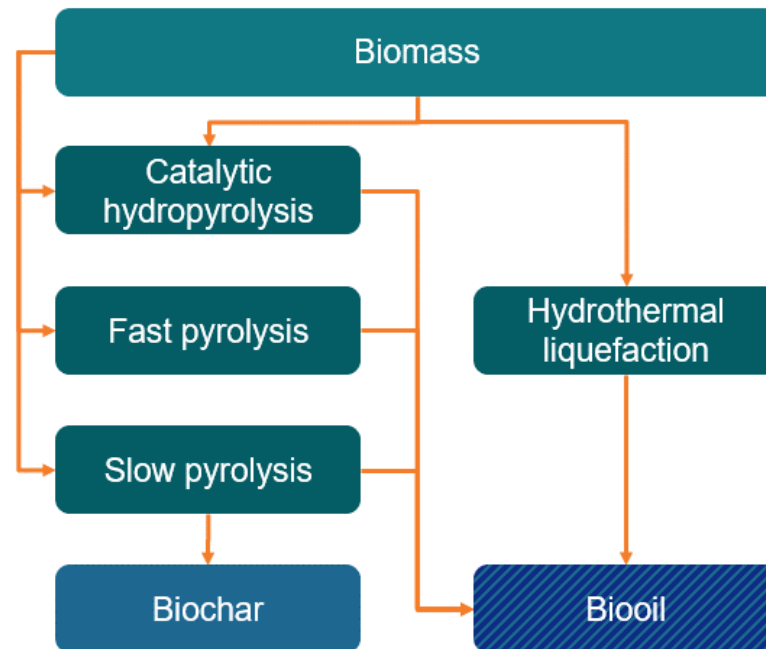 Biomass
Catalytic
hydropyrolysis
Fast pyrolysis
Hydrothermal
liquefaction
Slow pyrolysis
Biochar
Biooil